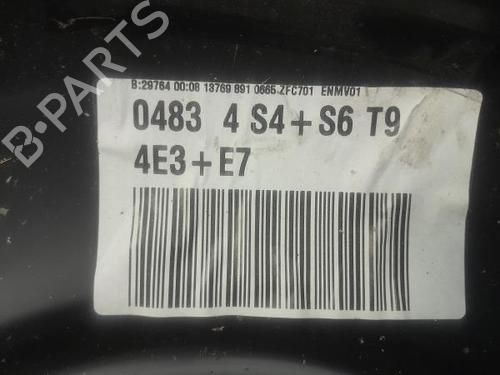 B-PARTS
B:29764 00:08 13769 891 0665 ZFC701 ENMV01
0483 4 S4+S6 T9
4E3+E7